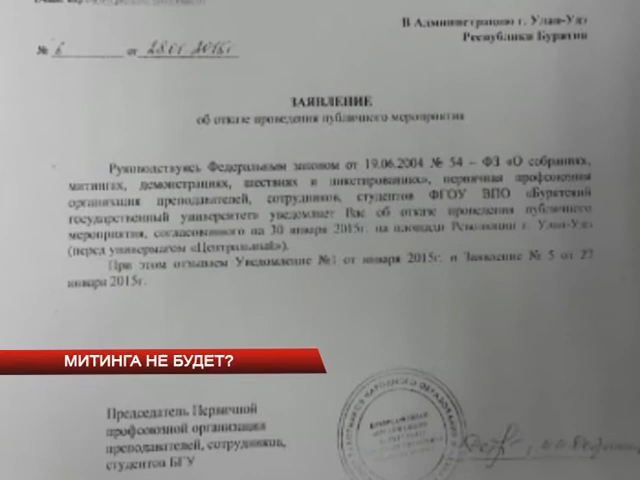 В Администрацию г. Улан-Удэ
Республики Бурятия
№ 6 от 28.01.2015г
ЗАЯВЛЕНИЕ
об отказе проведения публичного мероприятия
Руководствуясь Федеральным законом от 19.06.2004 № 54 – ФЗ «О собраниях,
митингах, демонстрациях, шествиях и пикетированиях», первичная профсоюзная
организация преподавателей, сотрудников, студентов ФГОУ ВПО «Бурятский
государственный университет» уведомляет Вас об отказе проведения публичного
мероприятия, согласованного на 30 января 2015г. на площади Революции г. Улан-Удэ
(перед универмагом «Центральный»).
При этом отзываем Уведомление №1 от января 2015г. и Заявление № 5 от 27
января 2015г.
МИТИНГА НЕ БУДЕТ?
Председатель Первичной
профсоюзной организации
преподавателей, сотрудников,
студентов БГУ